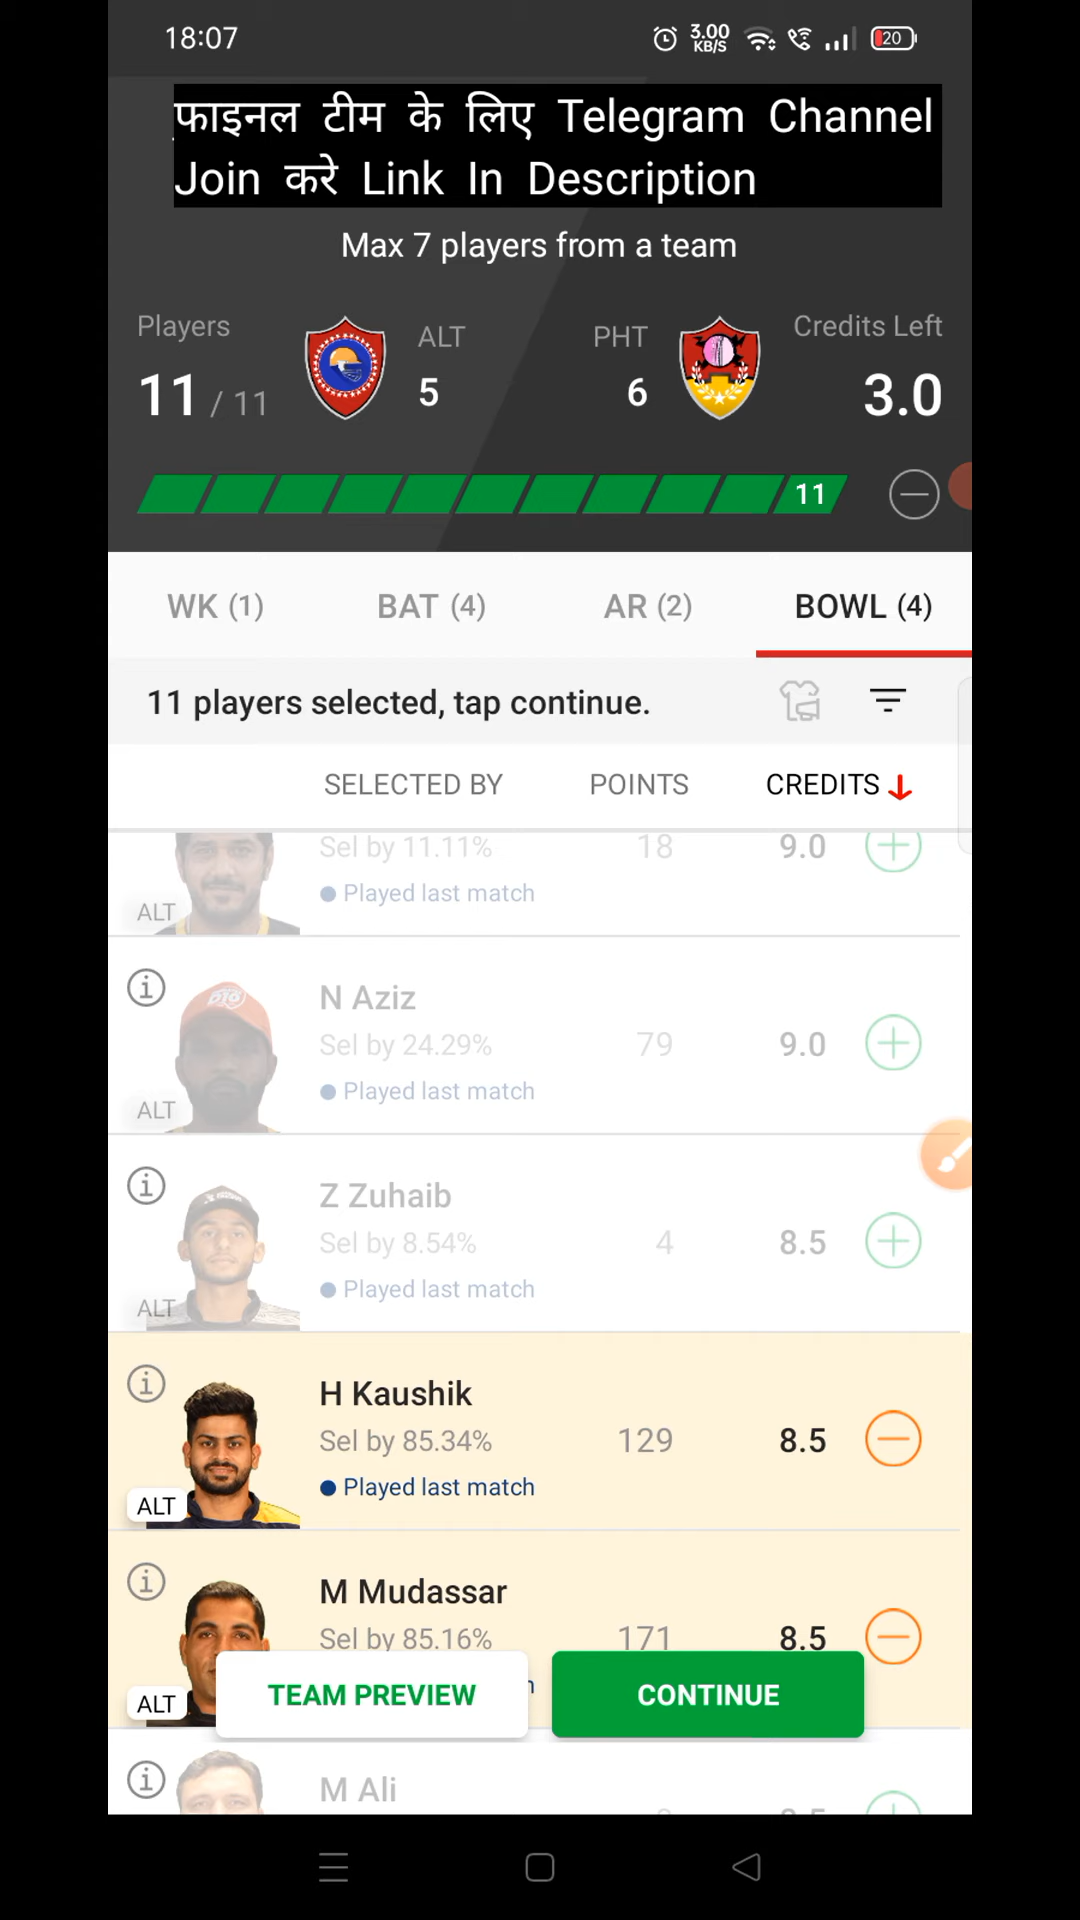 18:07
3.00
KB/S
20
फाइनल टीम के लिए Telegram Channel
Join करे Link In Description
Max 7 players from a team
Players
ALT
PHT
Credits Left
11 / 11
5
6
3.0
11
WK (1)
BAT (4)
AR (2)
BOWL (4)
11 players selected, tap continue.
SELECTED BY
POINTS
CREDITS
Sel by 11.11%
18
9.0
Played last match
ALT
N Aziz
Sel by 24.29%
79
9.0
Played last match
ALT
Z Zuhaib
Sel by 8.54%
4
8.5
Played last match
ALT
H Kaushik
Sel by 85.34%
129
8.5
Played last match
ALT
M Mudassar
Sel by 85.16%
171
8.5
ALT
TEAM PREVIEW
CONTINUE
M Ali